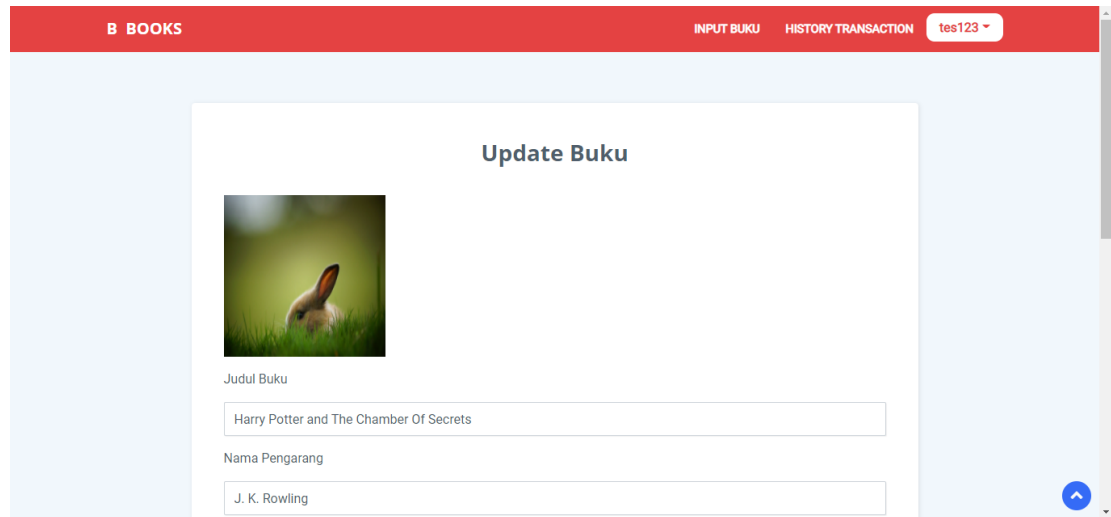 B BOOKS
INPUT BUKU
HISTORY TRANSACTION
tes123
Update Buku
Judul Buku
Harry Potter and The Chamber Of Secrets
Nama Pengarang
J. K. Rowling